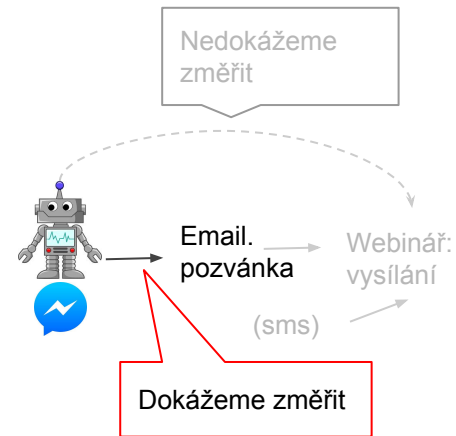 Nedokážeme
změřit
Email.
pozvánka
Webinář:
vysílání
(sms)
Dokážeme změřit